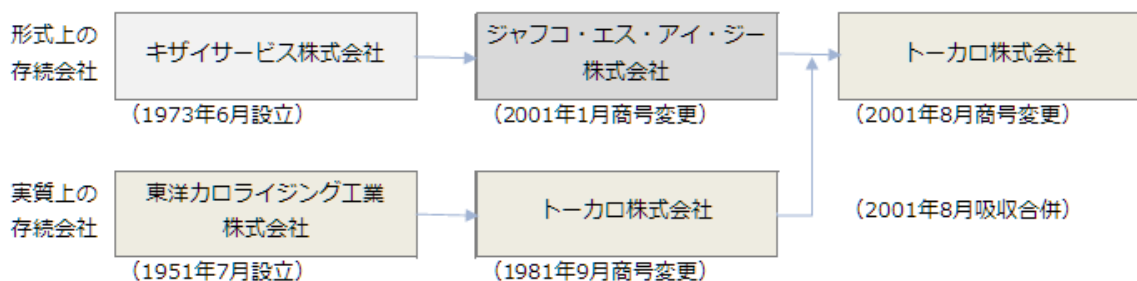 形式上の
存続会社
キザイサービス株式会社
(1973年6月設立)
ジャフコ・エス・アイ・ジー
株式会社
(2001年1月商号変更)
トーカロ株式会社
(2001年8月商号変更)
実質上の
存続会社
東洋カロライジング工業
株式会社
(1951年7月設立)
トーカロ株式会社
(1981年9月商号変更)
(2001年8月吸収合併)